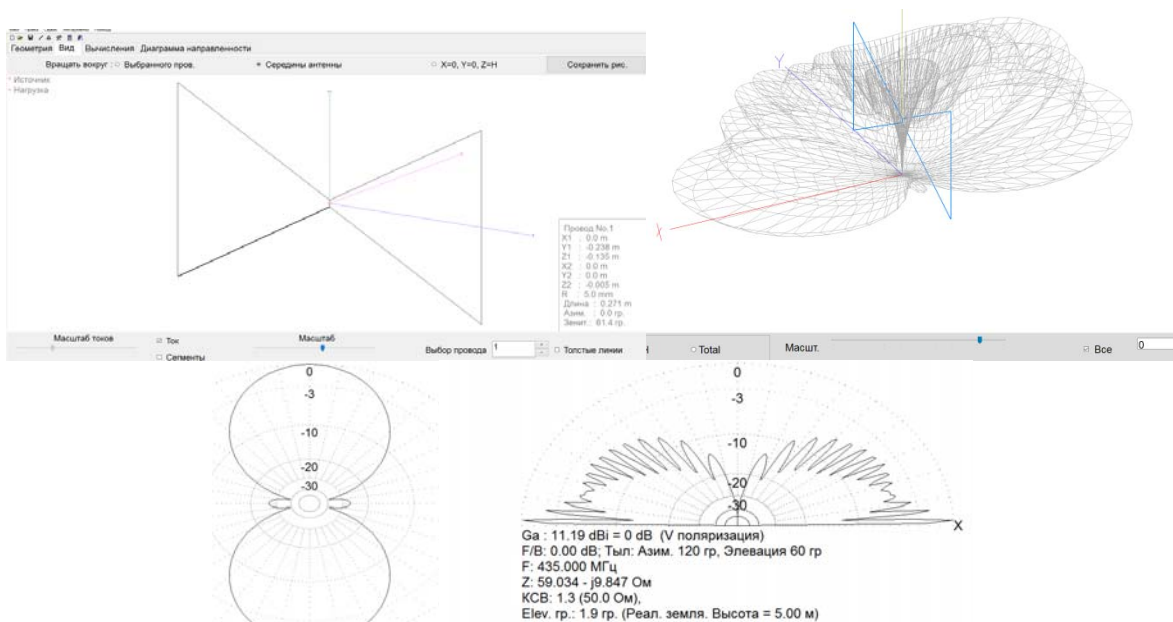 Геометрия Вид Вычисления Диаграмма направленности
Вращать вокруг : Выбранного пров. Середины антенны X=0, Y=0, Z=H Сохранить рис.
Источник
Нагрузка
Провод No.1
X1 : 0.0 m
Y1 : -0.238 m
Z1 : -0.135 m
X2 : 0.0 m
Y2 : 0.0 m
Z2 : -0.005 m
R : 5.0 mm
Длина : 0.271 m
Азим. : 0.0 гр.
Зенит.: 61.4 гр.
Масштаб токов Ток Масштаб
Сегменты
Выбор провода 1 Толстые линии
Y
X
Total Масшт. Все 0
0
-3
-10
-20
-30
0
-3
-10
-20
-30
X
Ga : 11.19 dBi = 0 dB (V поляризация)
F/B: 0.00 dB; Тыл: Азим. 120 гр, Элевация 60 гр
F: 435.000 МГц
Z: 59.034 - j9.847 Ом
КСВ: 1.3 (50.0 Ом),
Elev. гр.: 1.9 гр. (Реал. земля. Высота = 5.00 м)